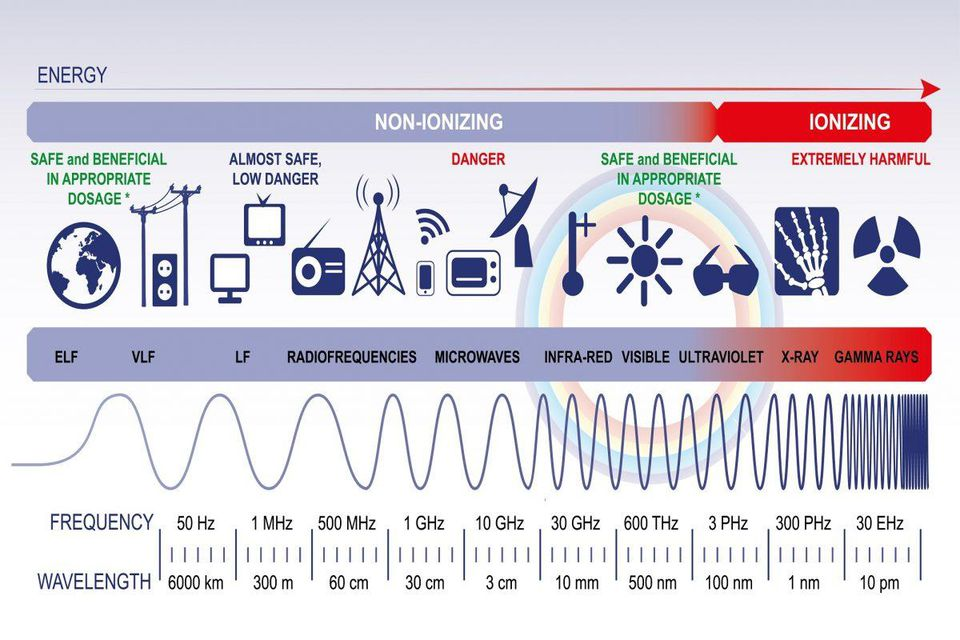 ENERGY
NON-IONIZING
IONIZING
SAFE and BENEFICIAL
IN APPROPRIATE
DOSAGE *
ALMOST SAFE,
LOW DANGER
DANGER
SAFE and BENEFICIAL
IN APPROPRIATE
DOSAGE *
EXTREMELY HARMFUL
ELF VLF LF RADIOFREQUENCIES MICROWAVES INFRA-RED VISIBLE ULTRAVIOLET X-RAY GAMMA RAYS
FREQUENCY 50 Hz 1 MHz 500 MHz 1 GHz 10 GHz 30 GHz 600 THz 3 PHz 300 PHz 30 EHz
WAVELENGTH 6000 km 300 m 60 cm 30 cm 3 cm 10 mm 500 nm 100 nm 1 nm 10 pm